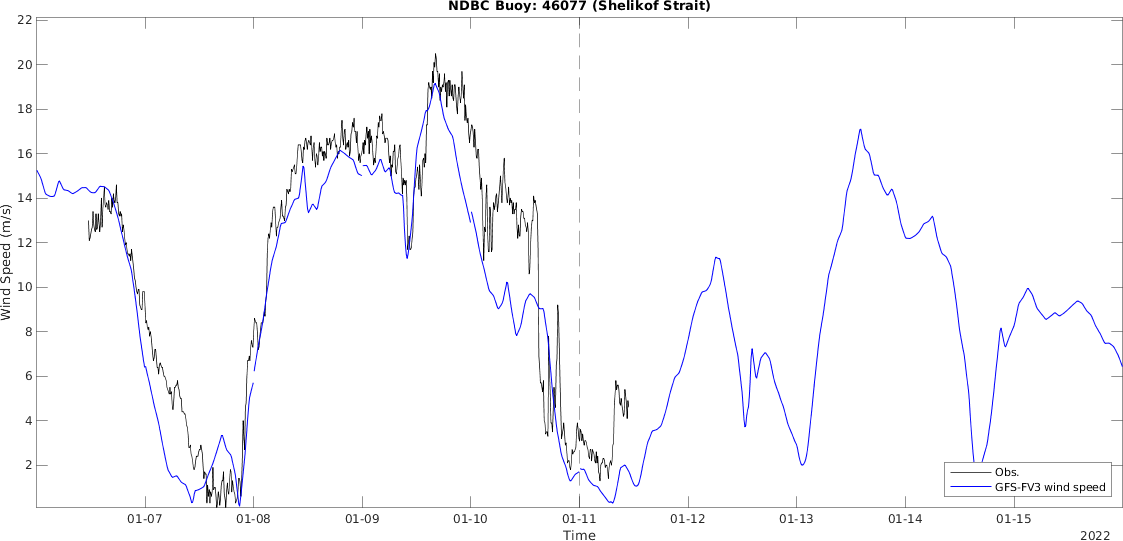 NDBC Buoy: 46077 (Shelikof Strait)
22
20
18
16
14
12
10
8
6
4
2
Wind Speed (m/s)
01-07 01-08 01-09 01-10 01-11 01-12 01-13 01-14 01-15
Time
2022
Obs.
GFS-FV3 wind speed